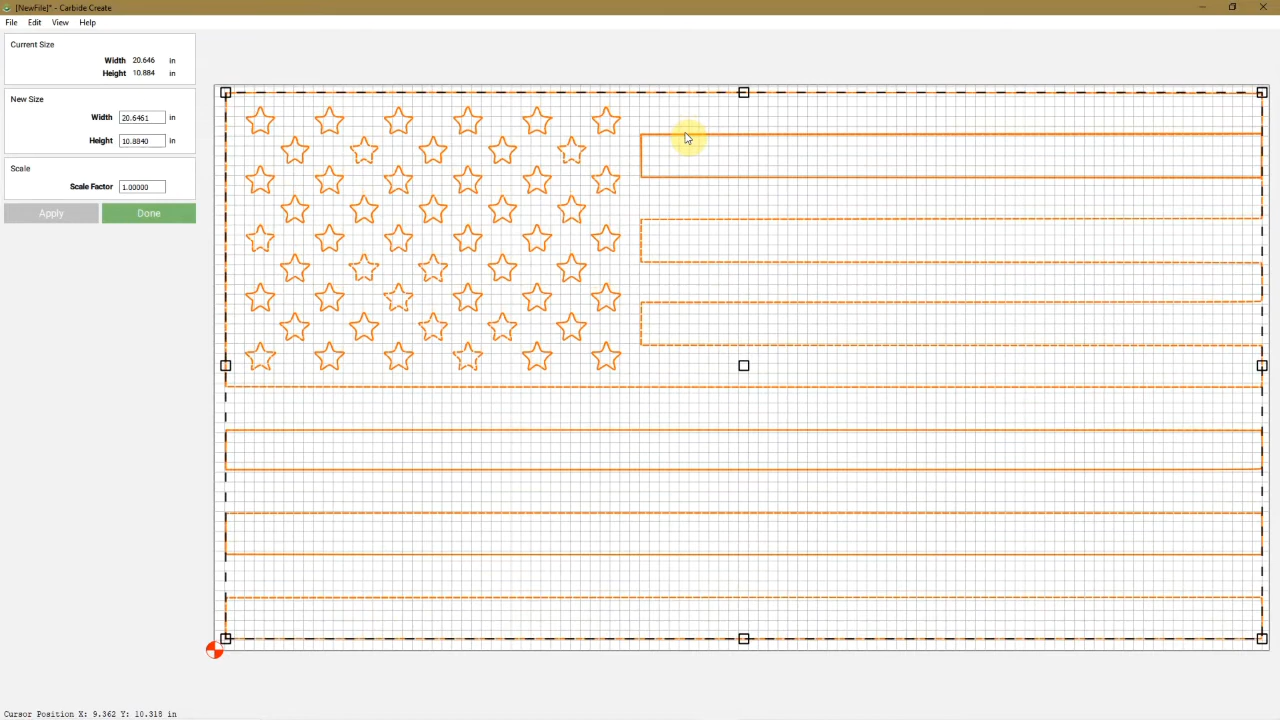 [NewFile]* - Carbide Create
File Edit View Help
Current Size
Width 20.646 in
Height 10.884 in
New Size
Width 20.6461 in
Height 10.8840 in
Scale
Scale Factor 1.00000
Apply Done
Cursor Position X: 9.362 Y: 10.318 in